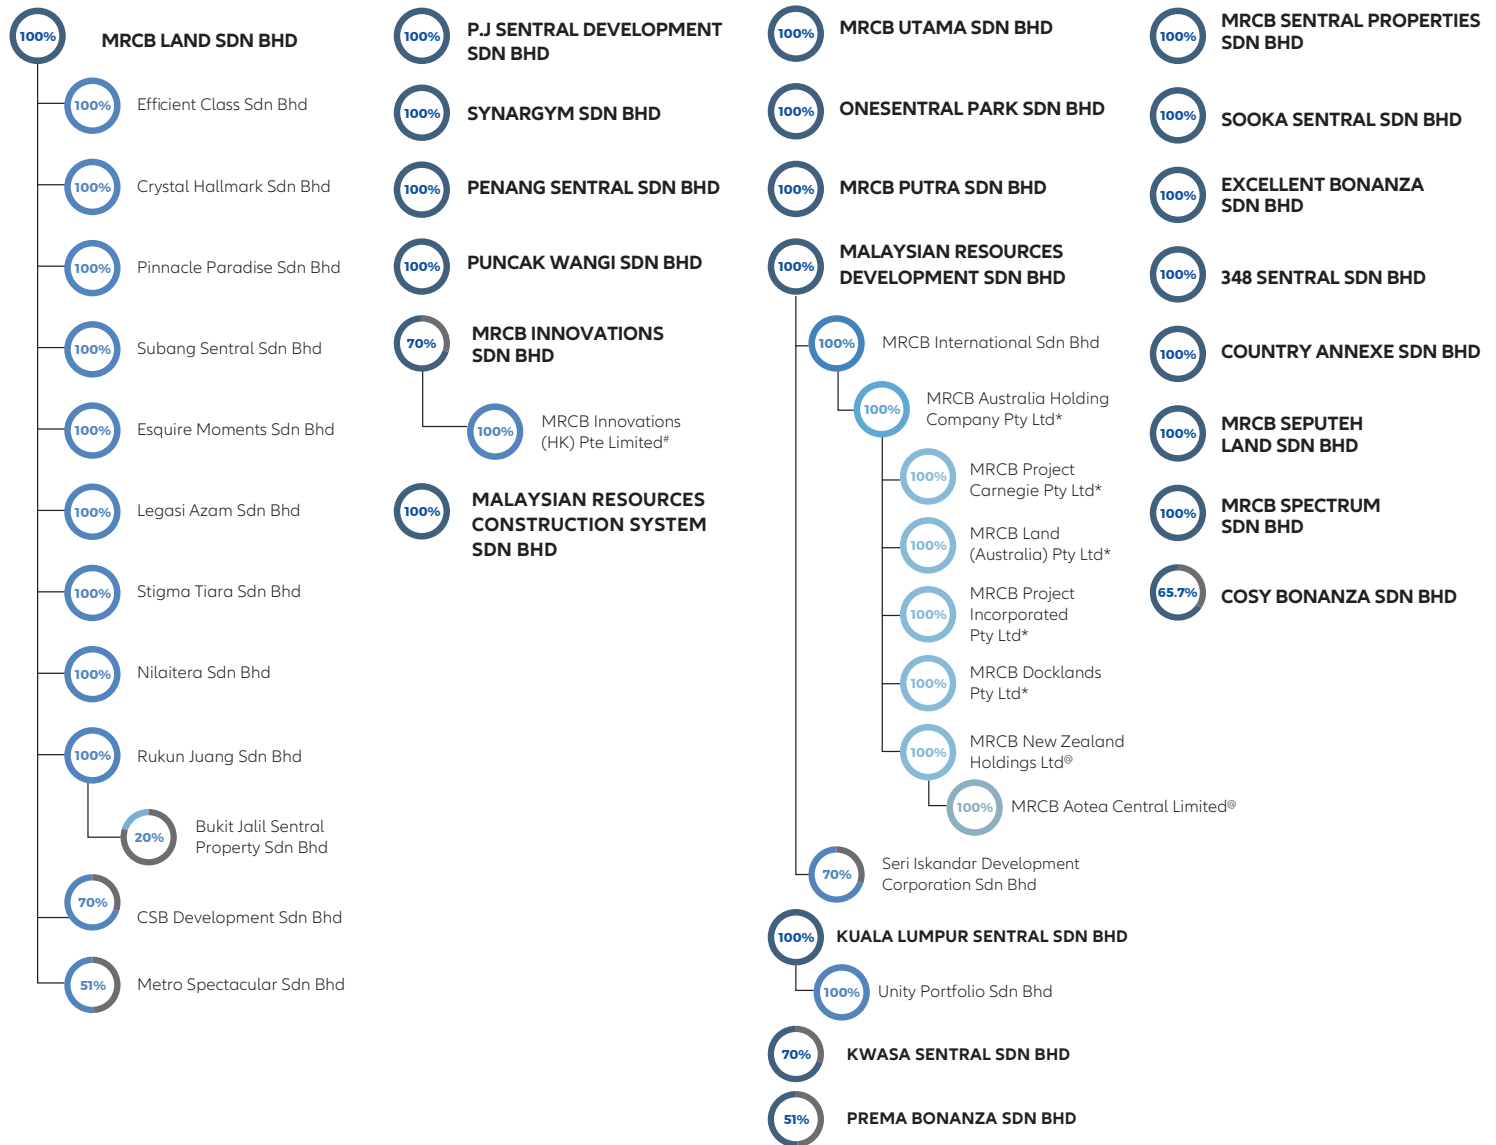 100%
MRCB LAND SDN BHD
100%
Efficient Class Sdn Bhd
100%
Crystal Hallmark Sdn Bhd
100%
Pinnacle Paradise Sdn Bhd
100%
Subang Sentral Sdn Bhd
100%
Esquire Moments Sdn Bhd
100%
Legasi Azam Sdn Bhd
100%
Stigma Tiara Sdn Bhd
100%
Nilaitera Sdn Bhd
100%
Rukun Juang Sdn Bhd
20%
Bukit Jalil Sentral
Property Sdn Bhd
70%
CSB Development Sdn Bhd
51%
Metro Spectacular Sdn Bhd
100%
P.J SENTRAL DEVELOPMENT
SDN BHD
100%
SYNARGYM SDN BHD
100%
PENANG SENTRAL SDN BHD
100%
PUNCAK WANGI SDN BHD
70%
MRCB INNOVATIONS
SDN BHD
100%
MRCB Innovations
(HK) Pte Limited#
100%
MALAYSIAN RESOURCES
CONSTRUCTION SYSTEM
SDN BHD
100%
MRCB UTAMA SDN BHD
100%
ONESENTRAL PARK SDN BHD
100%
MRCB PUTRA SDN BHD
100%
MALAYSIAN RESOURCES
DEVELOPMENT SDN BHD
100%
MRCB International Sdn Bhd
100%
MRCB Australia Holding
Company Pty Ltd*
100%
MRCB Project
Carnegie Pty Ltd*
100%
MRCB Land
(Australia) Pty Ltd*
100%
MRCB Project
Incorporated
Pty Ltd*
100%
MRCB Docklands
Pty Ltd*
100%
MRCB New Zealand
Holdings Ltd@
100%
MRCB Aotea Central Limited@
70%
Seri Iskandar Development
Corporation Sdn Bhd
100%
KUALA LUMPUR SENTRAL SDN BHD
100%
Unity Portfolio Sdn Bhd
70%
KWASA SENTRAL SDN BHD
51%
PREMA BONANZA SDN BHD
100%
MRCB SENTRAL PROPERTIES
SDN BHD
100%
SOOKA SENTRAL SDN BHD
100%
EXCELLENT BONANZA
SDN BHD
100%
348 SENTRAL SDN BHD
100%
COUNTRY ANNEXE SDN BHD
100%
MRCB SEPUTEH
LAND SDN BHD
100%
MRCB SPECTRUM
SDN BHD
65.7%
COSY BONANZA SDN BHD